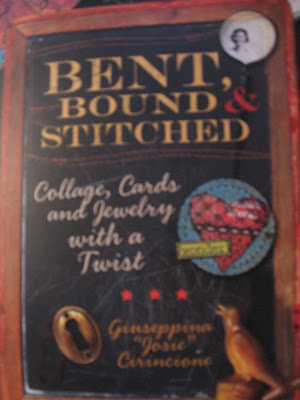 BENT,
BOUND &
STITCHED
Collage, Cards
and Jewelry
with a
Twist
Giuseppina
"Josie"
Cirincione